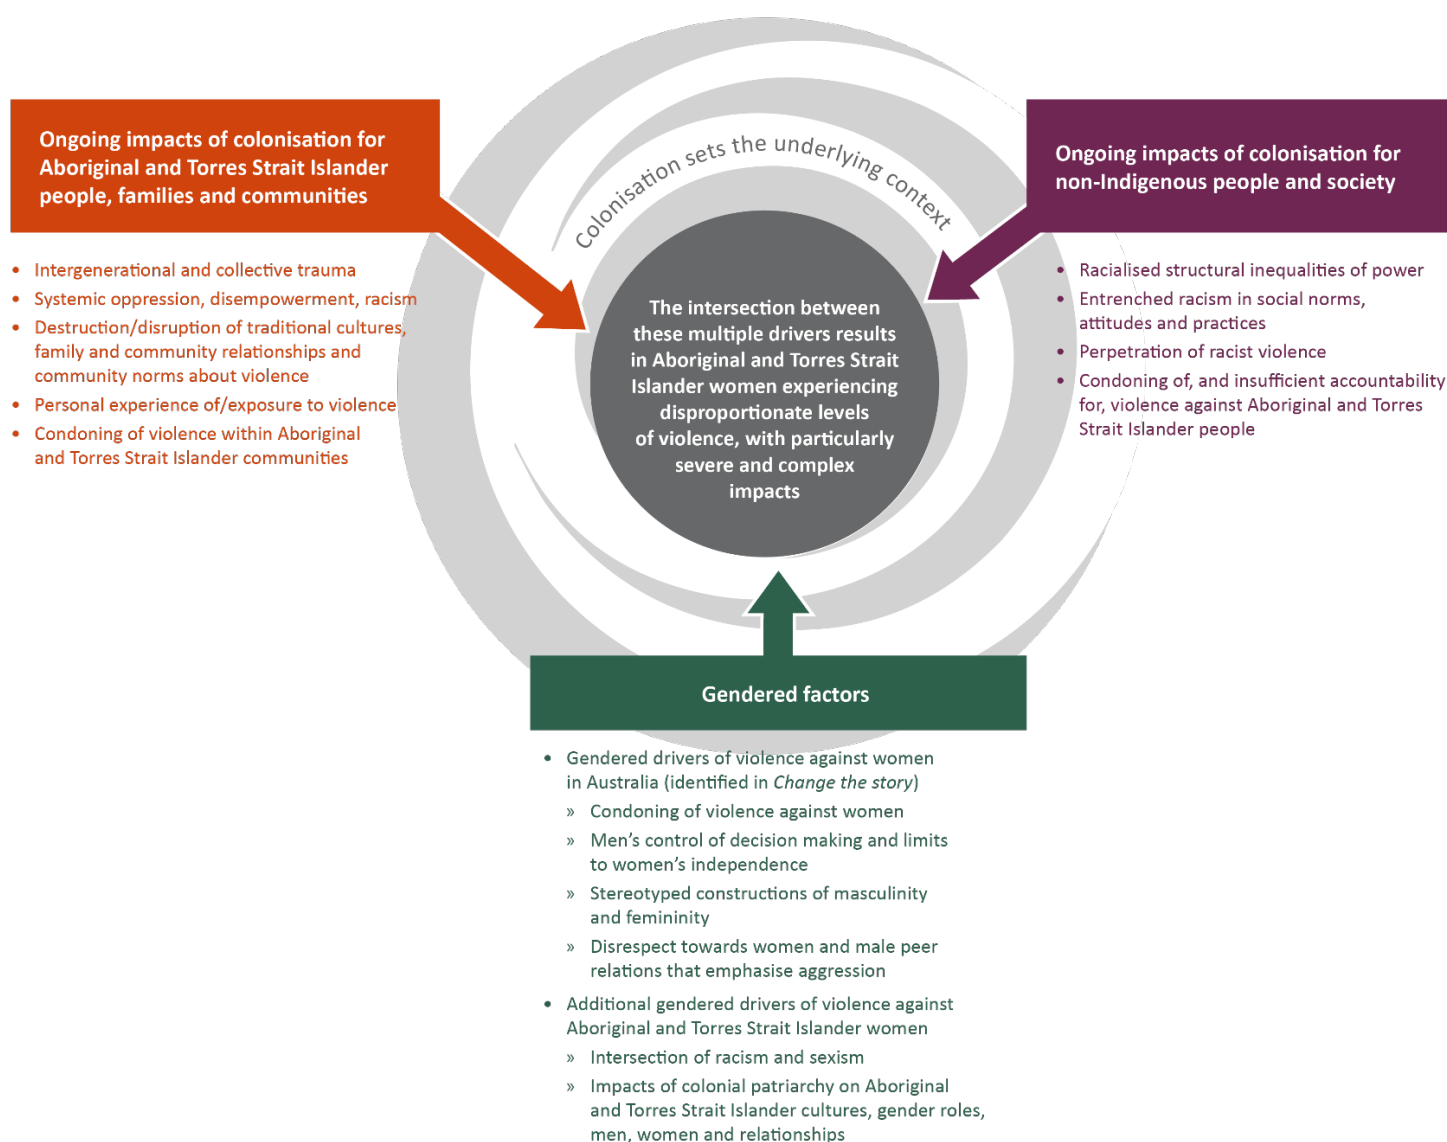 Colonisation sets the underlying context
Ongoing impacts of colonisation for
Aboriginal and Torres Strait Islander
people, families and communities
• Intergenerational and collective trauma
• Systemic oppression, disempowerment, racism
• Destruction/disruption of traditional cultures,
family and community relationships and
community norms about violence
• Personal experience of/exposure to violence
• Condoning of violence within Aboriginal
and Torres Strait Islander communities
Ongoing impacts of colonisation for
non-Indigenous people and society
• Racialised structural inequalities of power
• Entrenched racism in social norms,
attitudes and practices
• Perpetration of racist violence
• Condoning of, and insufficient accountability
for, violence against Aboriginal and Torres
Strait Islander people
The intersection between
these multiple drivers results
in Aboriginal and Torres Strait
Islander women experiencing
disproportionate levels
of violence, with particularly
severe and complex
impacts
Gendered factors
• Gendered drivers of violence against women
in Australia (identified in Change the story)
» Condoning of violence against women
» Men’s control of decision making and limits
to women’s independence
» Stereotyped constructions of masculinity
and femininity
» Disrespect towards women and male peer
relations that emphasise aggression
• Additional gendered drivers of violence against
Aboriginal and Torres Strait Islander women
» Intersection of racism and sexism
» Impacts of colonial patriarchy on Aboriginal
and Torres Strait Islander cultures, gender roles,
men, women and relationships